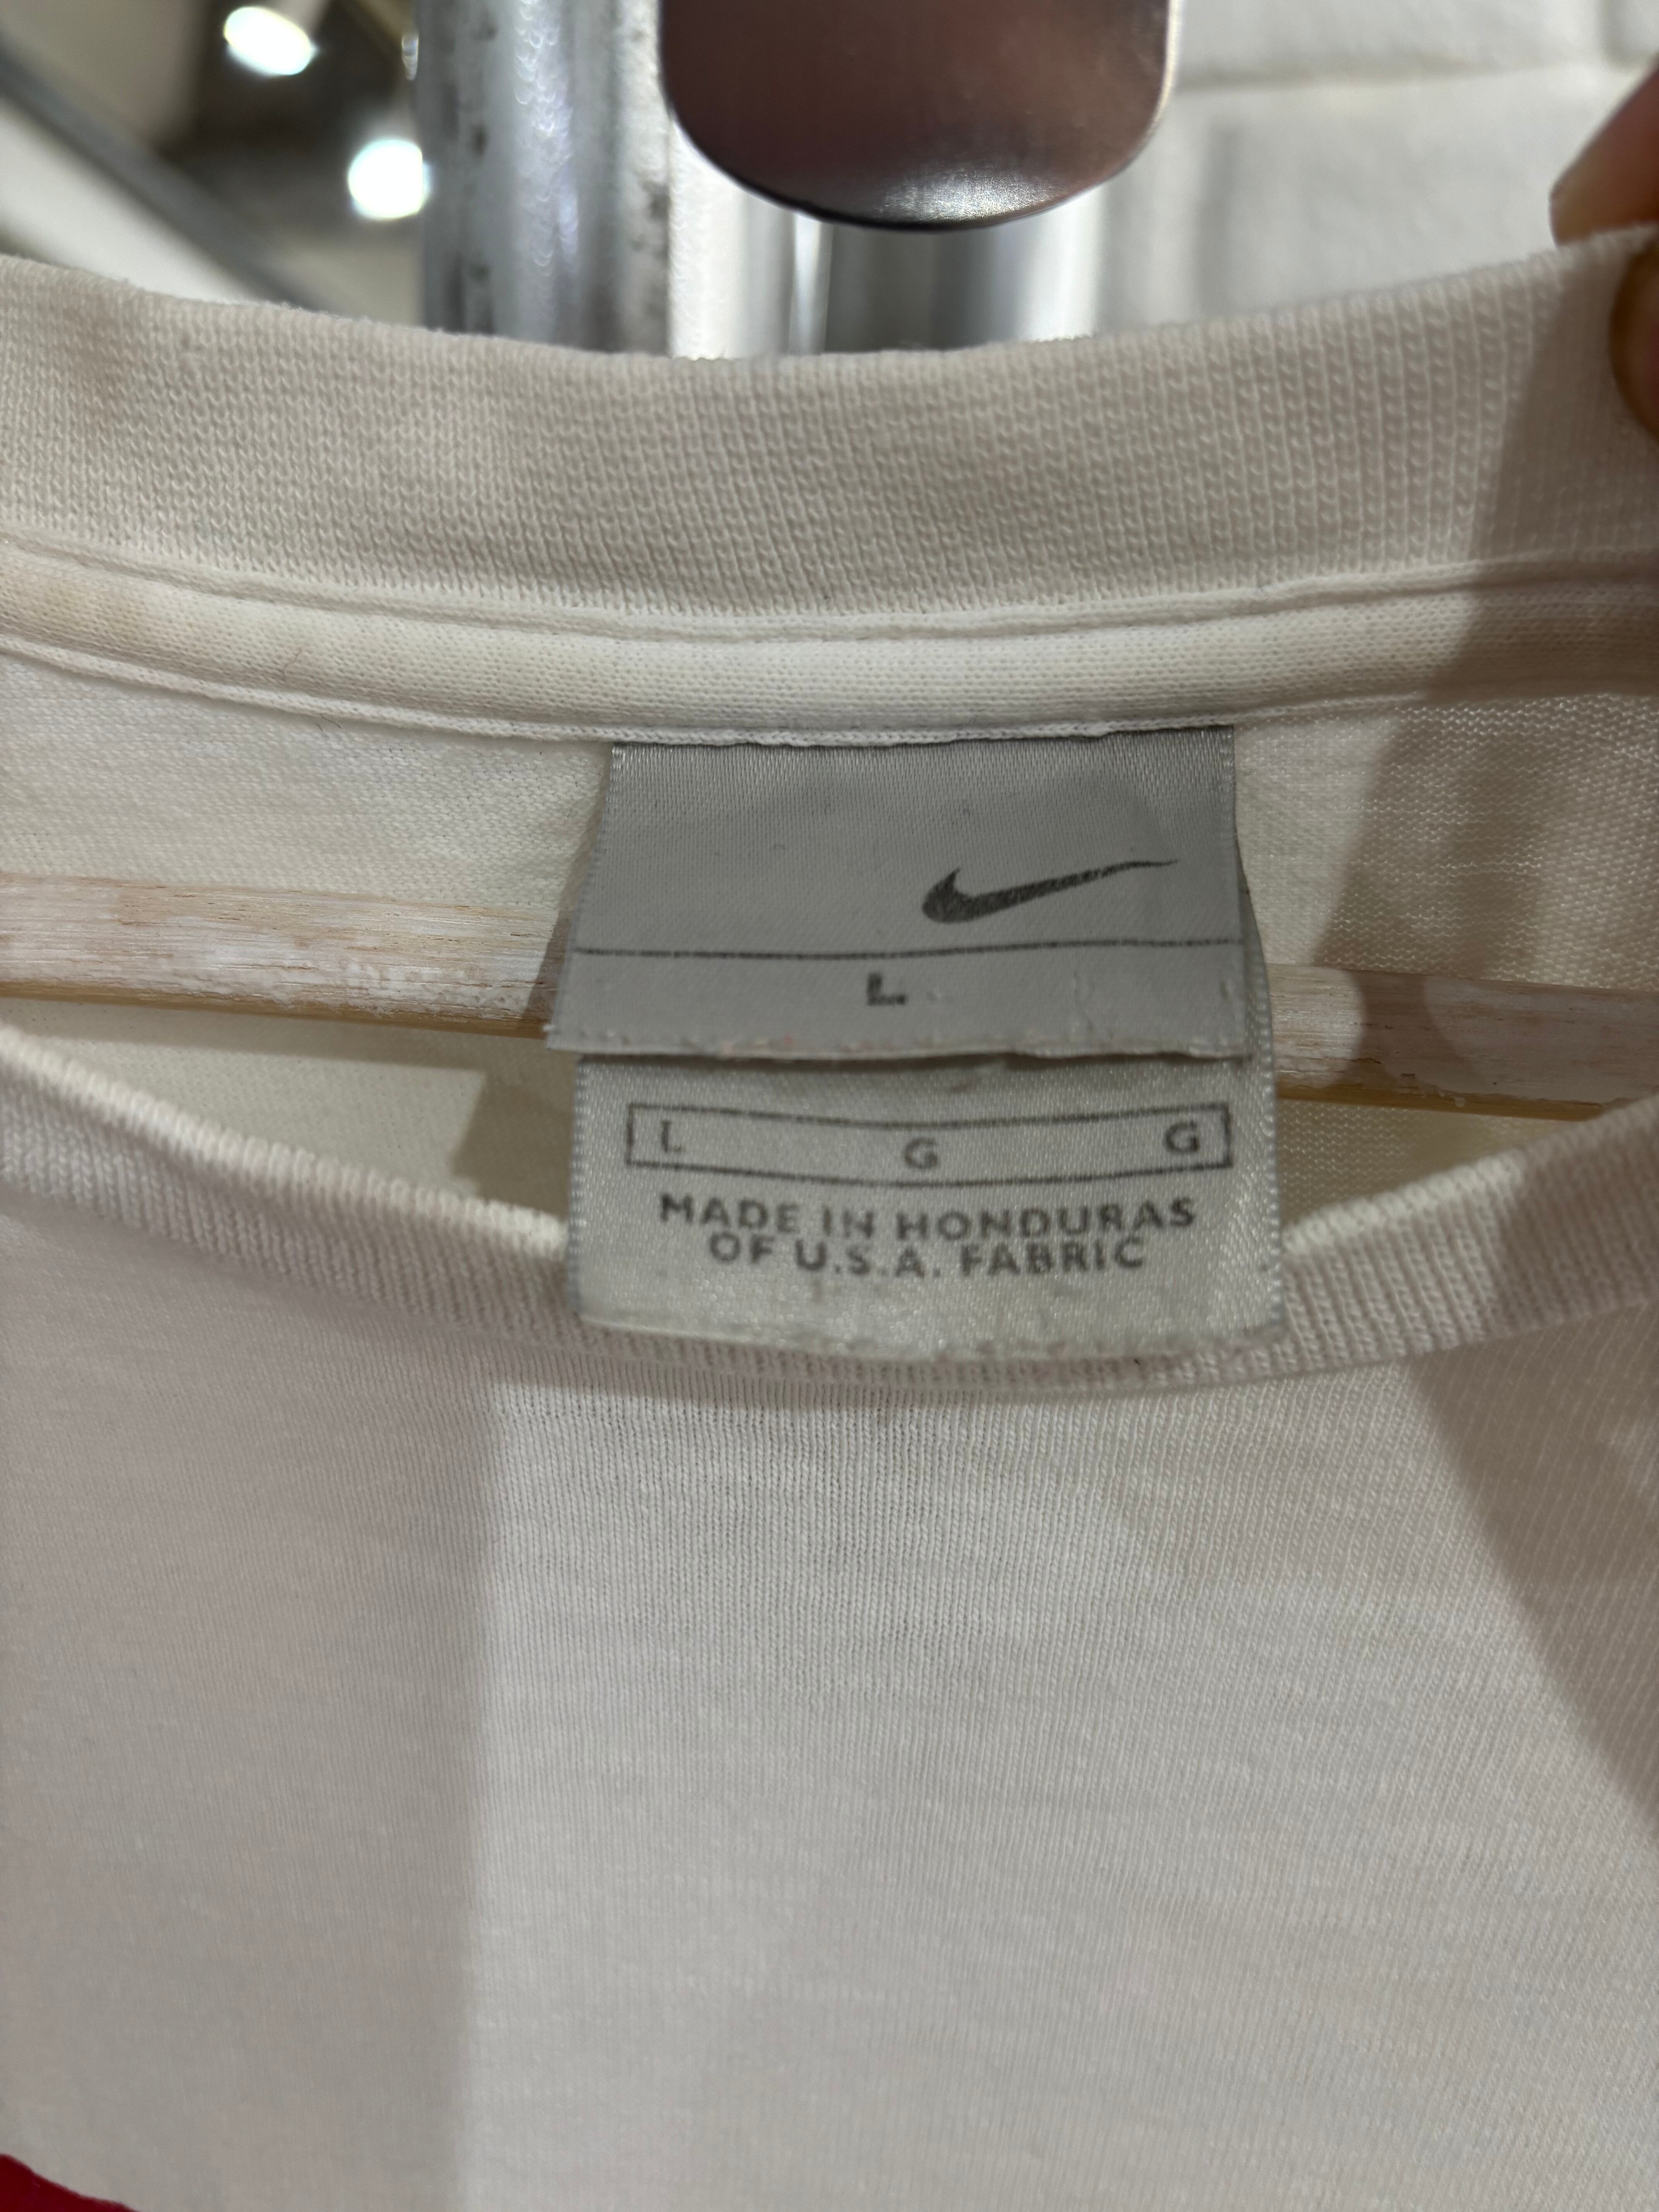 L
L G G
MADE IN HONDURAS
OF U.S.A. FABRIC